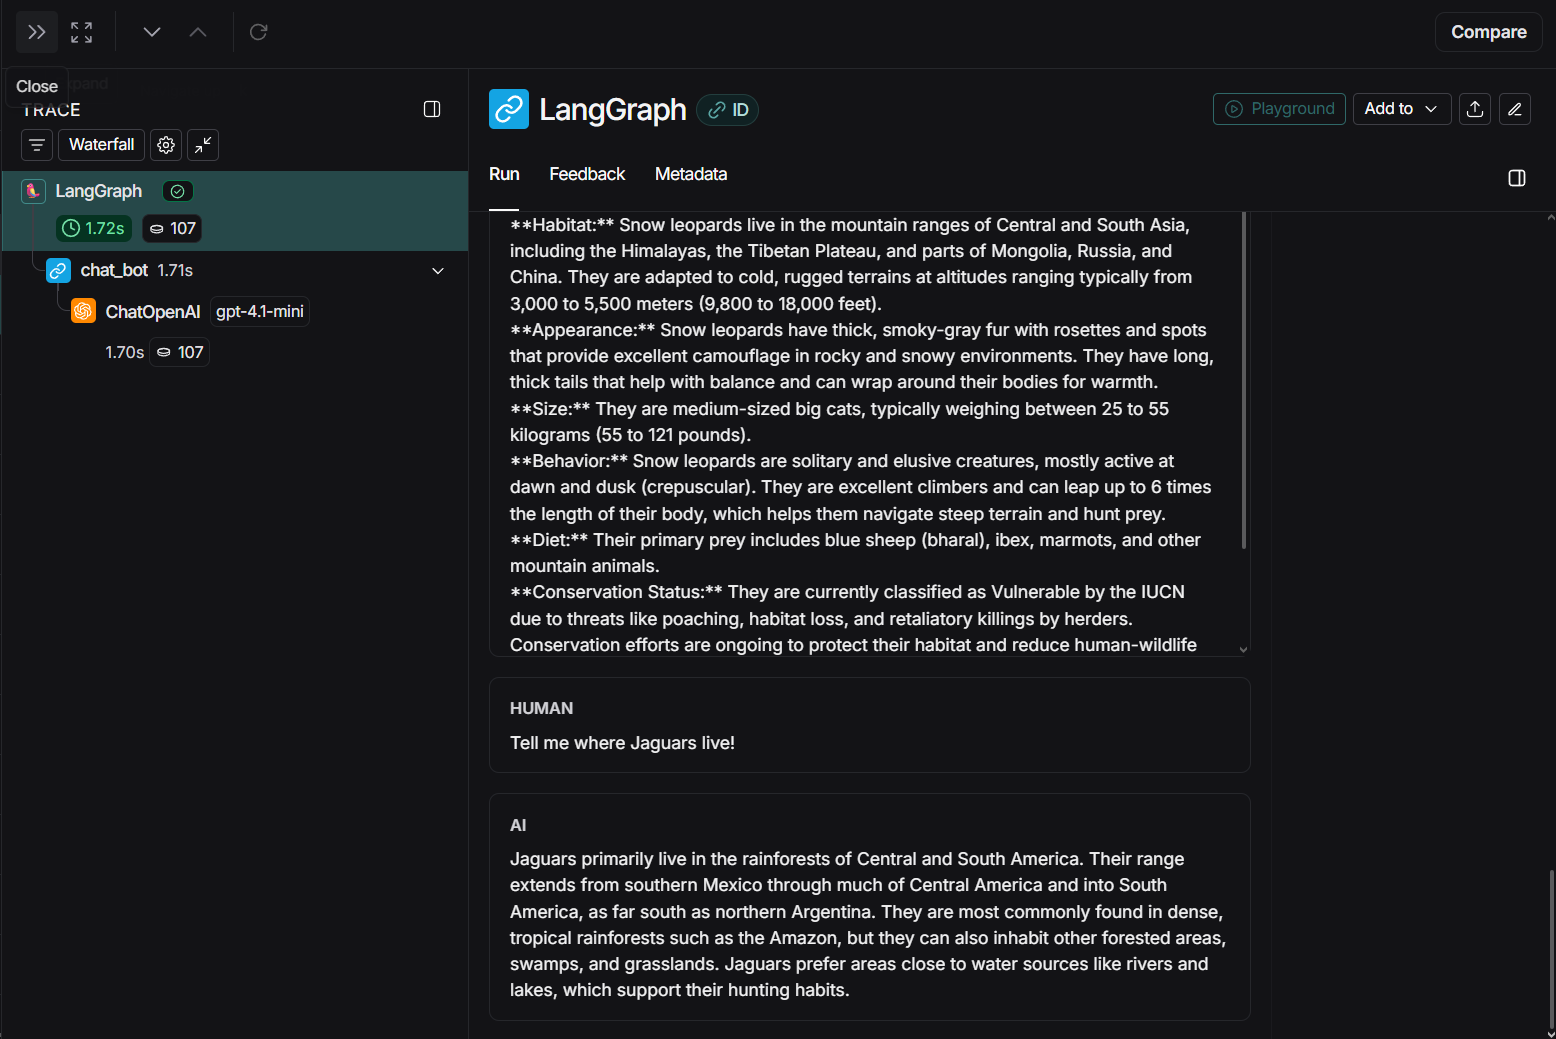 Compare
Close
TRACE
Waterfall
LangGraph
1.72s 107
chat_bot 1.71s
ChatOpenAI gpt-4.1-mini
1.70s 107
LangGraph ID
Playground Add to
Run Feedback Metadata
**Habitat:** Snow leopards live in the mountain ranges of Central and South Asia,
including the Himalayas, the Tibetan Plateau, and parts of Mongolia, Russia, and
China. They are adapted to cold, rugged terrains at altitudes ranging typically from
3,000 to 5,500 meters (9,800 to 18,000 feet).
**Appearance:** Snow leopards have thick, smoky-gray fur with rosettes and spots
that provide excellent camouflage in rocky and snowy environments. They have long,
thick tails that help with balance and can wrap around their bodies for warmth.
**Size:** They are medium-sized big cats, typically weighing between 25 to 55
kilograms (55 to 121 pounds).
**Behavior:** Snow leopards are solitary and elusive creatures, mostly active at
dawn and dusk (crepuscular). They are excellent climbers and can leap up to 6 times
the length of their body, which helps them navigate steep terrain and hunt prey.
**Diet:** Their primary prey includes blue sheep (bharal), ibex, marmots, and other
mountain animals.
**Conservation Status:** They are currently classified as Vulnerable by the IUCN
due to threats like poaching, habitat loss, and retaliatory killings by herders.
Conservation efforts are ongoing to protect their habitat and reduce human-wildlife
HUMAN
Tell me where Jaguars live!
AI
Jaguars primarily live in the rainforests of Central and South America. Their range
extends from southern Mexico through much of Central America and into South
America, as far south as northern Argentina. They are most commonly found in dense,
tropical rainforests such as the Amazon, but they can also inhabit other forested areas,
swamps, and grasslands. Jaguars prefer areas close to water sources like rivers and
lakes, which support their hunting habits.